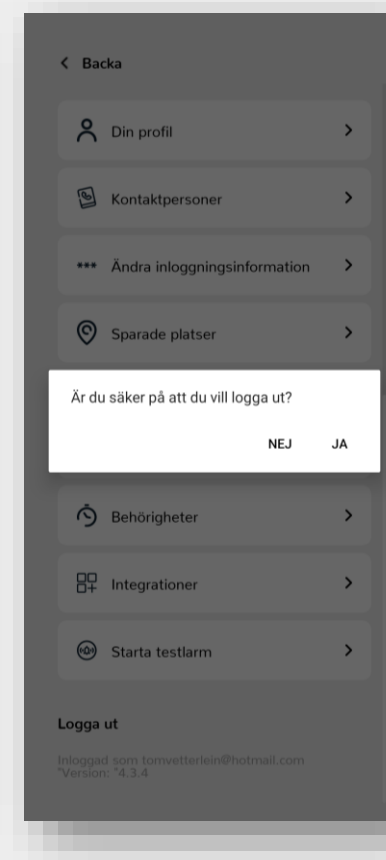 Backa
Din profil
Kontaktpersoner
Ändra inloggningsinformation
Sparade platser
Är du säker på att du vill logga ut?
NEJ JA
Behörigheter
Integrationer
Starta testlarm
Logga ut
Inloggad som tomvetterlein@hotmail.com
"Version: "4.3.4